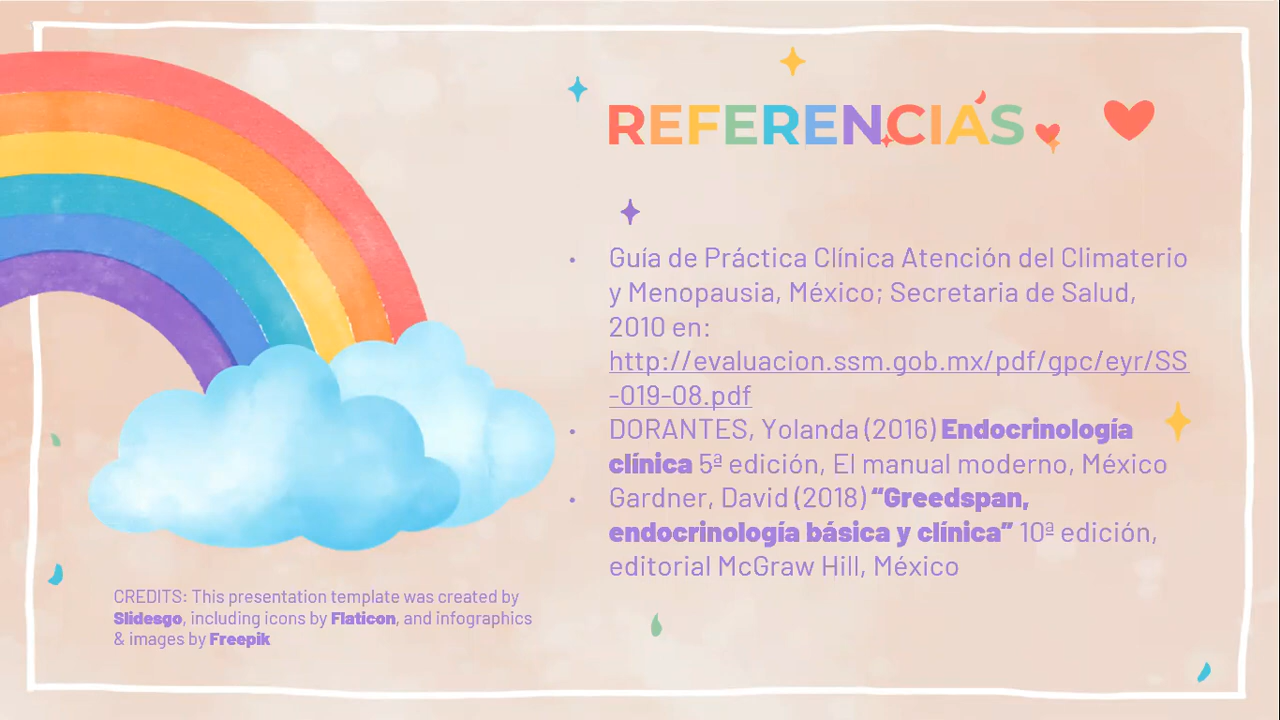 REFERENCIAS
• Guía de Práctica Clínica Atención del Climaterio
y Menopausia, México; Secretaria de Salud,
2010 en:
http://evaluacion.ssm.gob.mx/pdf/gpc/eyr/SS
-019-08.pdf
• DORANTES, Yolanda (2016) Endocrinología
clínica 5ª edición, El manual moderno, México
• Gardner, David (2018) “Greedspan,
endocrinología básica y clínica” 10ª edición,
editorial McGraw Hill, México
CREDITS: This presentation template was created by
Slidesgo, including icons by Flaticon, and infographics
& images by Freepik